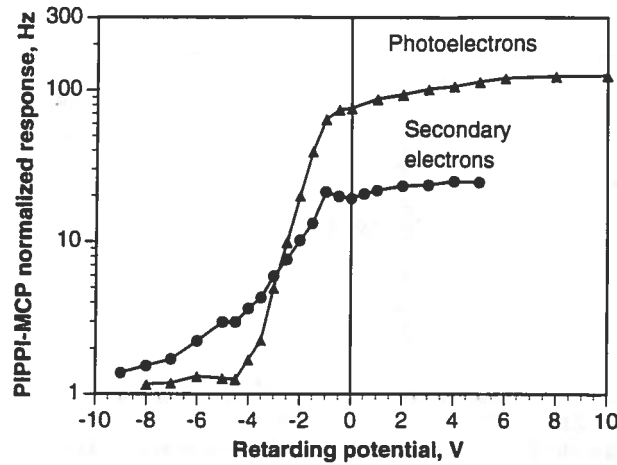 PIPPI-MCP normalized response, Hz
300
100
10
1
Photoelectrons
Secondary
electrons
-10 -8 -6 -4 -2 0 2 4 6 8 10
Retarding potential, V